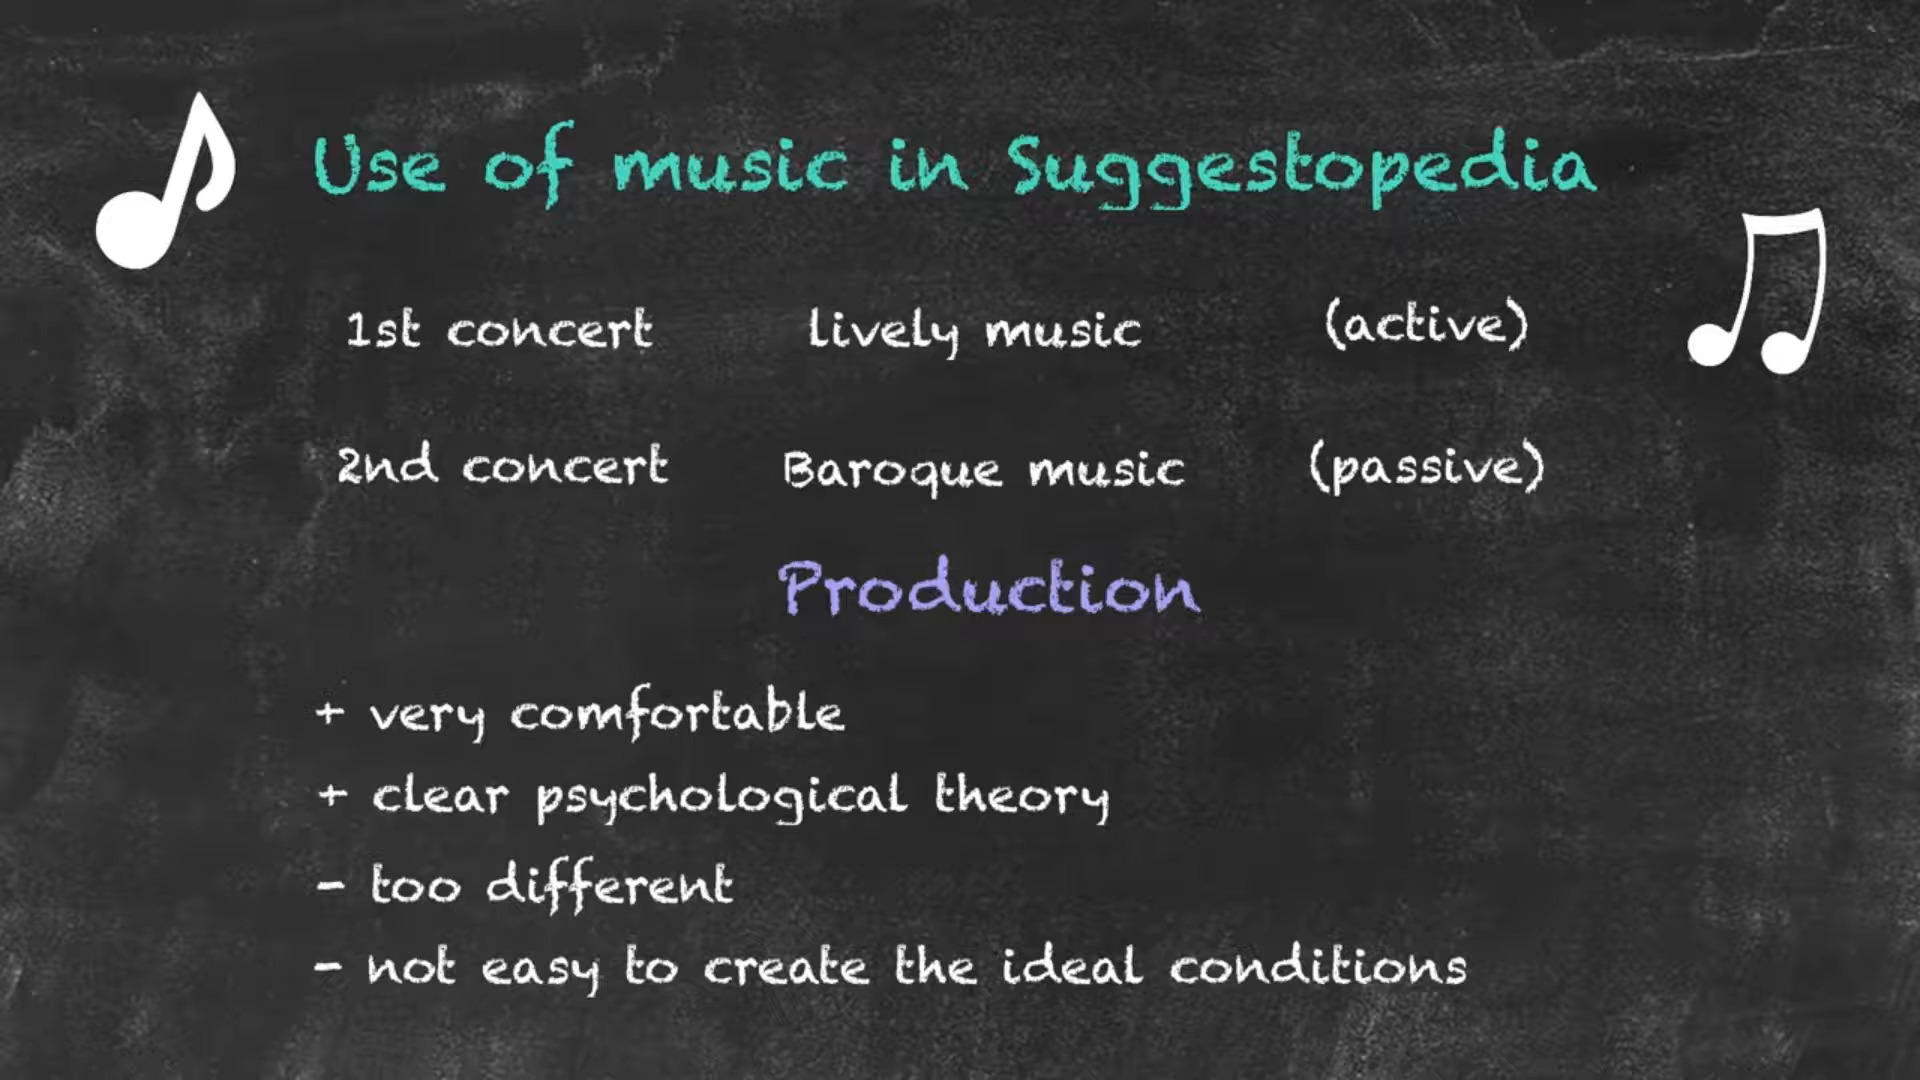 Use of music in Suggestopedia
1st concert lively music (active)
2nd concert Baroque music (passive)
Production
+ very comfortable
+ clear psychological theory
- too different
- not easy to create the ideal conditions